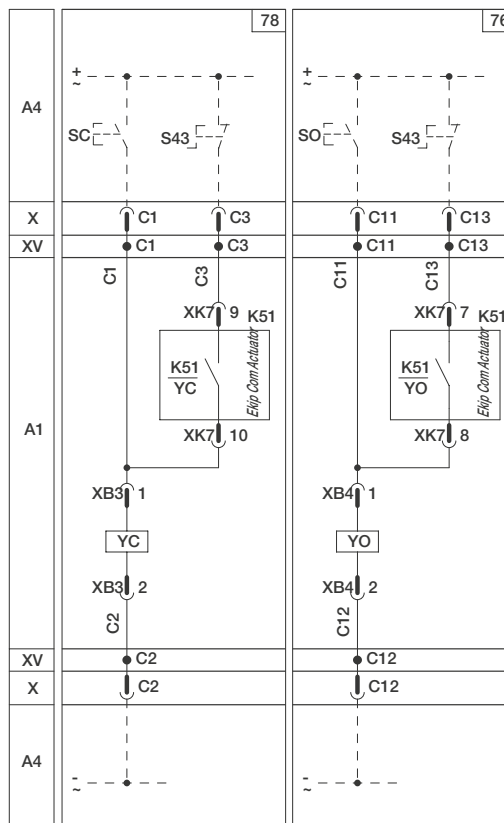 78
76
A4
+
~
+
~
SC
S43
SO
S43
X
C1
C3
C11
C13
XV
C1
C3
C11
C13
C1
C3
C11
C13
XK7 9 K51
XK7 7 K51
A1
K51
YC
Ekip Com Actuator
K51
YO
Ekip Com Actuator
XK7 10
XK7 8
XB3 1
XB4 1
YC
YO
XB3 2
XB4 2
C2
C12
XV
C2
C12
X
C2
C12
A4
-
~
-
~